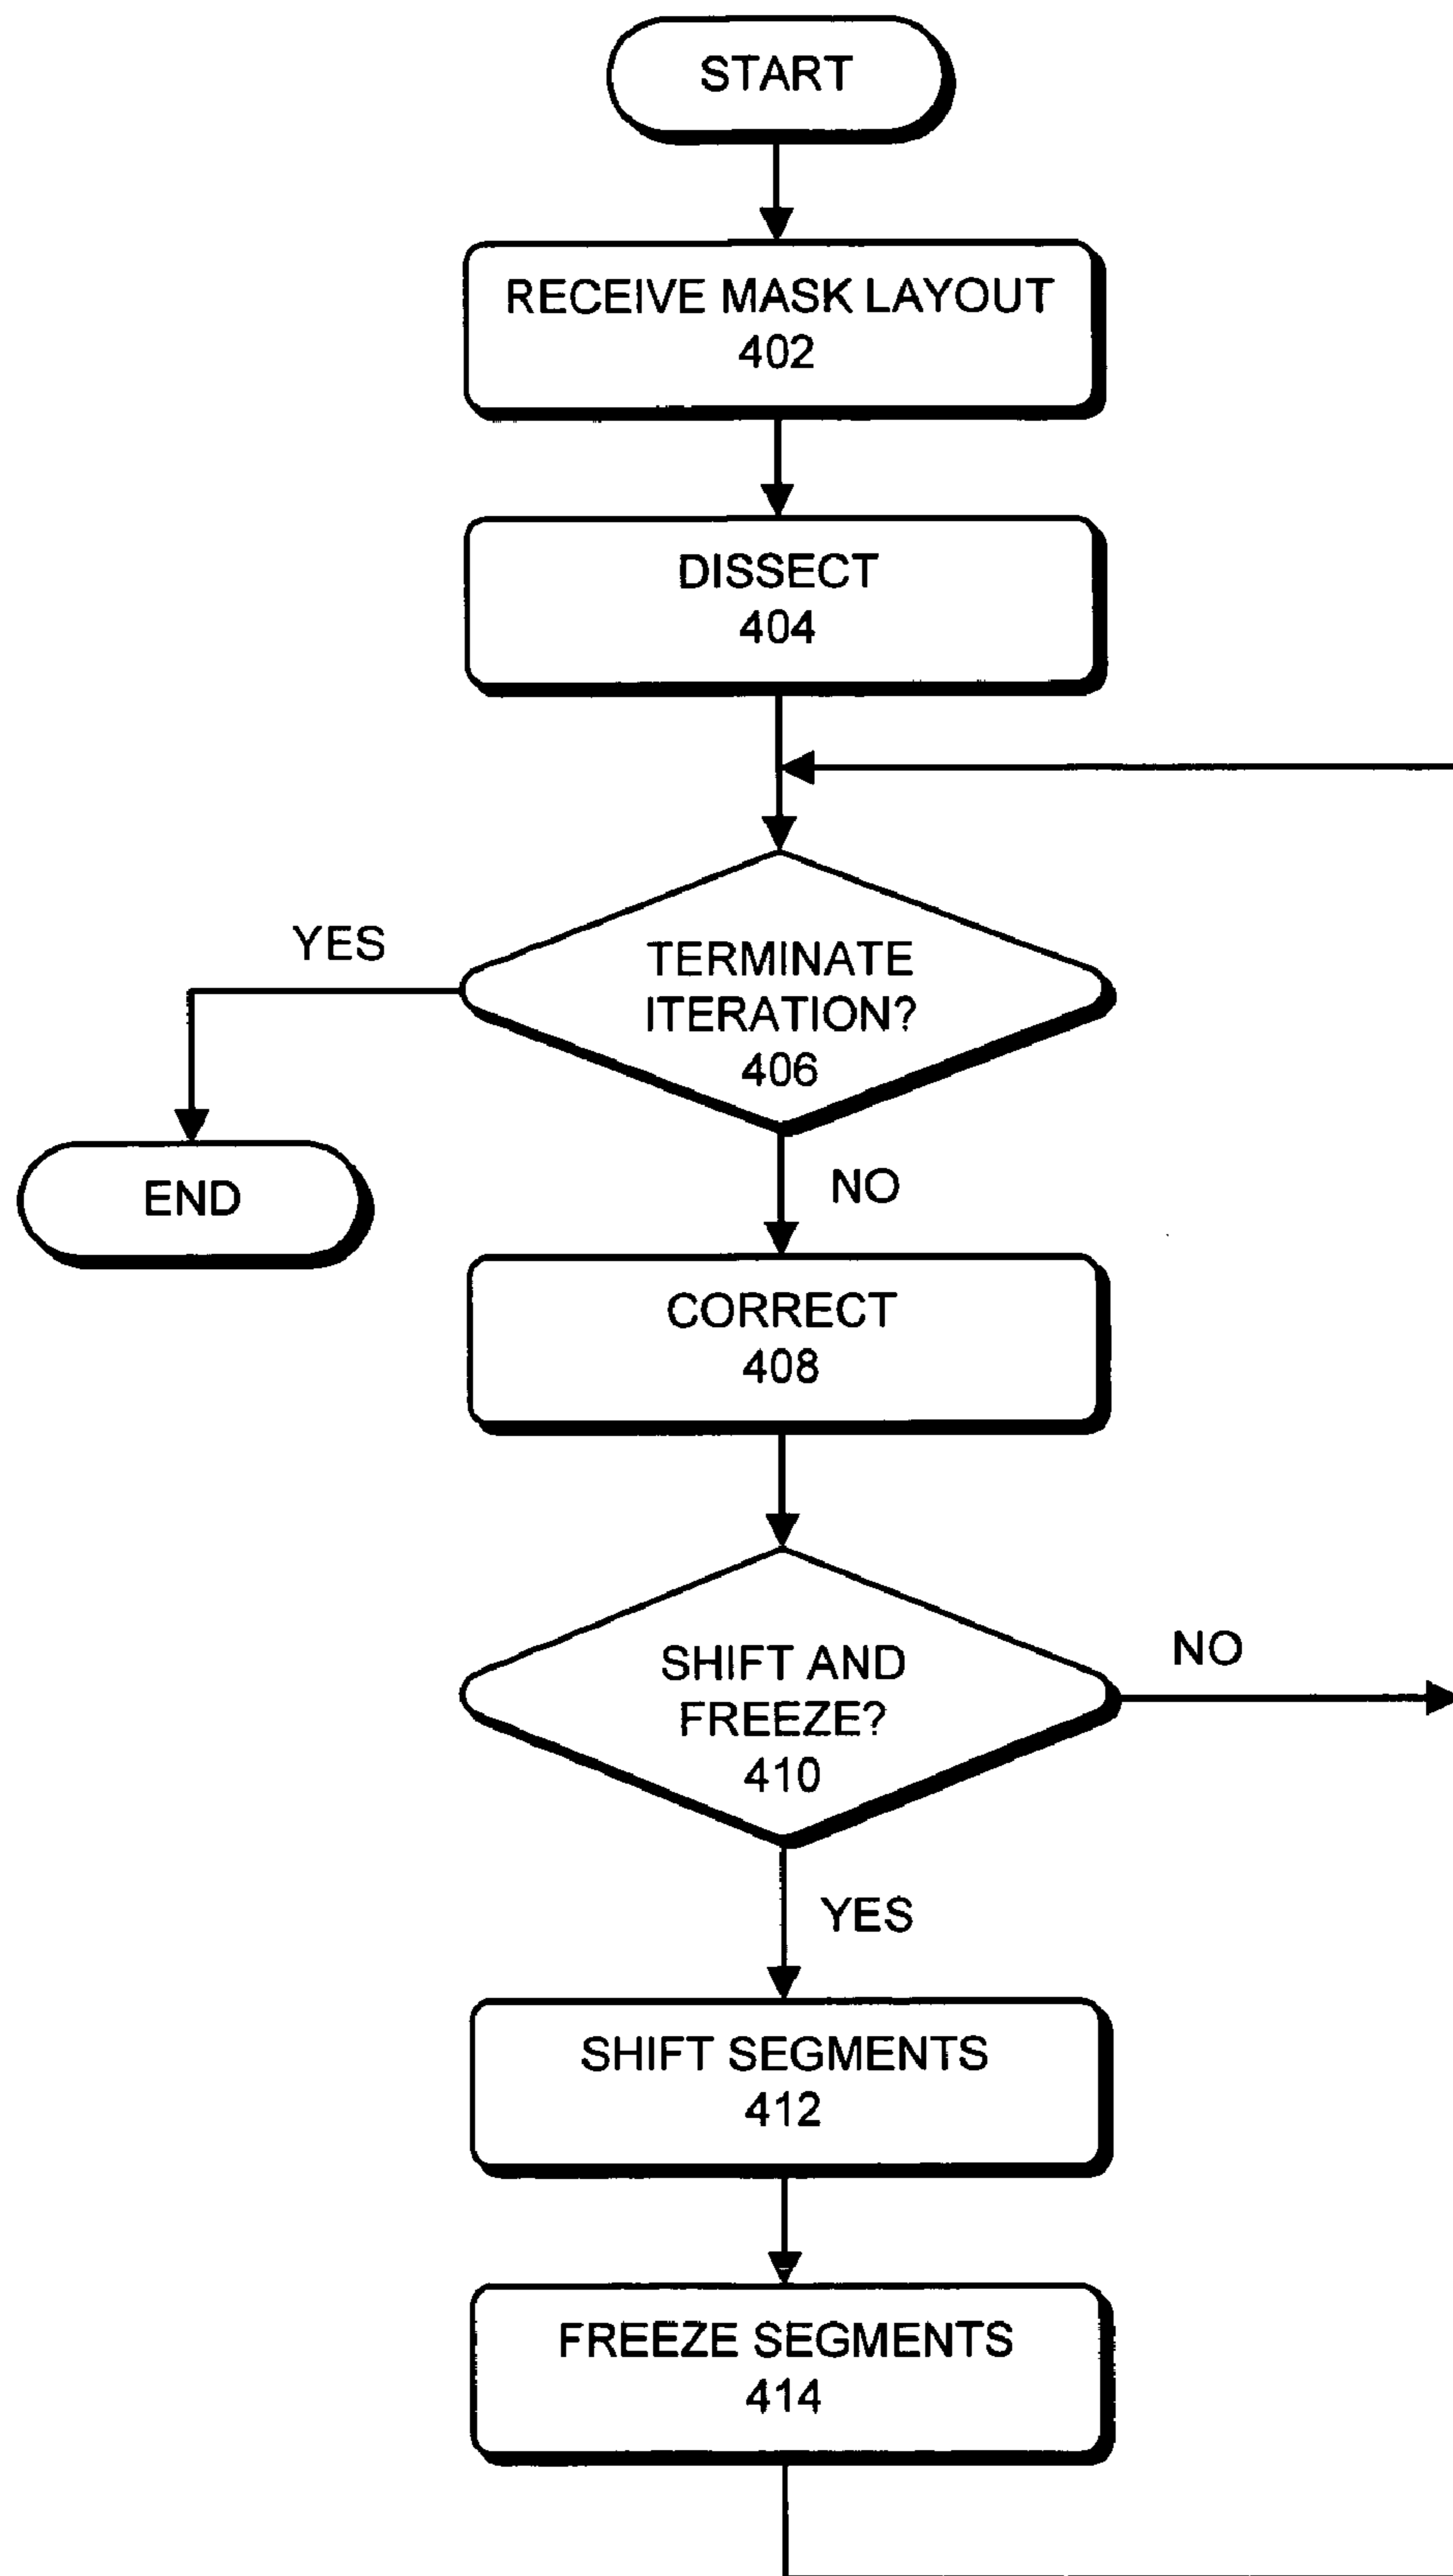 START
RECEIVE MASK LAYOUT
402
DISSECT
404
YES
TERMINATE
ITERATION?
406
END
NO
CORRECT
408
SHIFT AND
FREEZE?
410
NO
YES
SHIFT SEGMENTS
412
FREEZE SEGMENTS
414